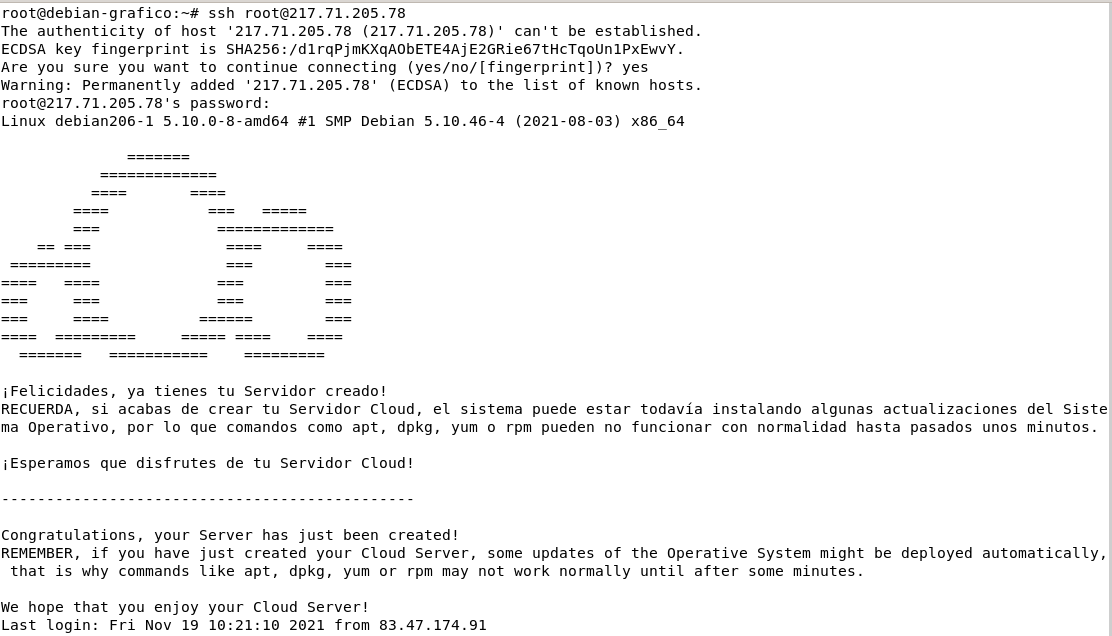 root@debian-grafico:~# ssh root@217.71.205.78
The authenticity of host '217.71.205.78 (217.71.205.78)' can't be established.
ECDSA key fingerprint is SHA256:/d1rqPjmKXqAObETE4AjE2GRie67tHcTqoUn1PxEwvY.
Are you sure you want to continue connecting (yes/no/[fingerprint])? yes
Warning: Permanently added '217.71.205.78' (ECDSA) to the list of known hosts.
root@217.71.205.78's password:
Linux debian206-1 5.10.0-8-amd64 #1 SMP Debian 5.10.46-4 (2021-08-03) x86_64

              =======
           =============
          ====       ====
        ====           ===   =====
        ===             =============
    == ===               ====     ====
 =========               ===        ===
====   ====             ===         ===
===     ===             ===         ===
===     ====          ======        ===
====  =========     ===== ====    ====
  =======   ===========    =========

¡Felicidades, ya tienes tu Servidor creado!
RECUERDA, si acabas de crear tu Servidor Cloud, el sistema puede estar todavía instalando algunas actualizaciones del Siste
ma Operativo, por lo que comandos como apt, dpkg, yum o rpm pueden no funcionar con normalidad hasta pasados unos minutos.

¡Esperamos que disfrutes de tu Servidor Cloud!

----------------------------------------------

Congratulations, your Server has just been created!
REMEMBER, if you have just created your Cloud Server, some updates of the Operative System might be deployed automatically,
 that is why commands like apt, dpkg, yum or rpm may not work normally until after some minutes.

We hope that you enjoy your Cloud Server!
Last login: Fri Nov 19 10:21:10 2021 from 83.47.174.91